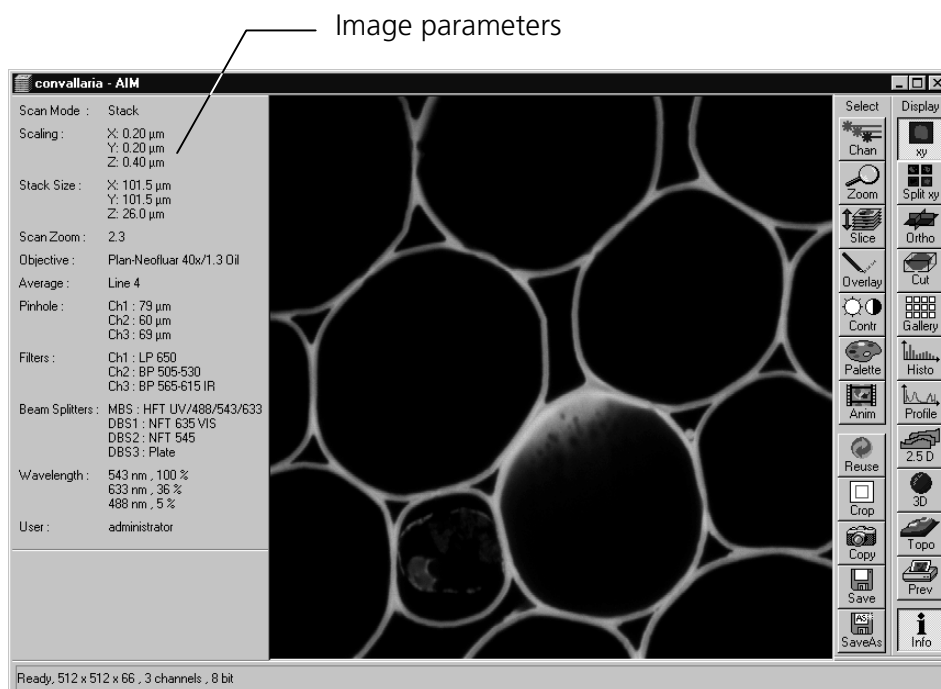 Image parameters
convallaria - AIM
Scan Mode : Stack
Scaling : X: 0.20 µm
Y: 0.20 µm
Z: 0.40 µm
Stack Size : X: 101.5 µm
Y: 101.5 µm
Z: 26.0 µm
Scan Zoom : 2.3
Objective : Plan-Neofluar 40x/1.3 Oil
Average : Line 4
Pinhole : Ch1 : 79 µm
Ch2 : 60 µm
Ch3 : 69 µm
Filters : Ch1 : LP 650
Ch2 : BP 505-530
Ch3 : BP 565-615 IR
Beam Splitters : MBS : HFT UV/488/543/633
DBS1 : NFT 635 VIS
DBS2 : NFT 545
DBS3 : Plate
Wavelength : 543 nm , 100 %
633 nm , 36 %
488 nm , 5 %
User : administrator
Select
Chan
Zoom
Slice
Overlay
Contr
Palette
Anim
Reuse
Crop
Copy
Save
AS
SaveAs
Display
xy
Split xy
Ortho
Cut
Gallery
Histo
Profile
2.5 D
3D
Topo
Prev
i
Info
Ready, 512 x 512 x 66 , 3 channels , 8 bit